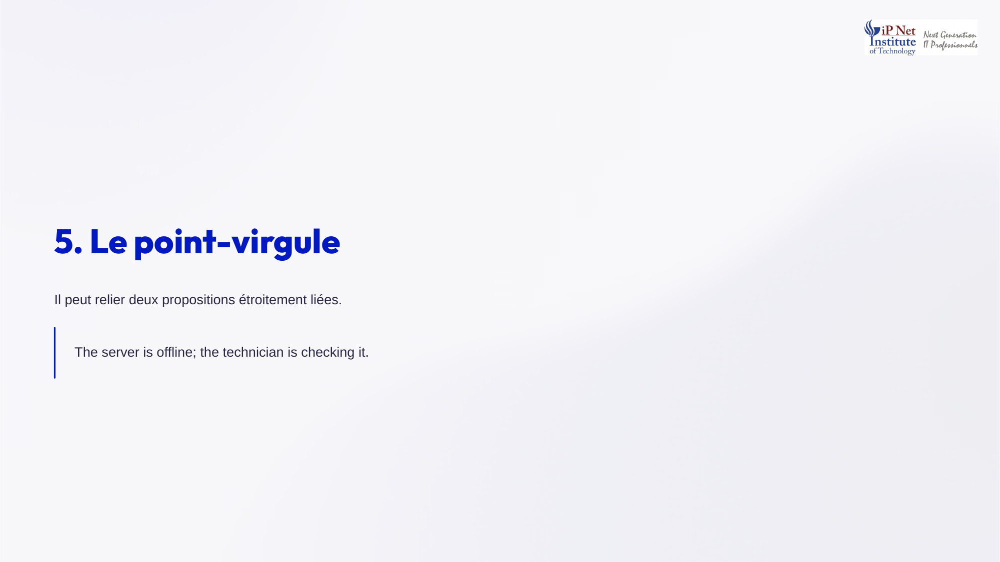 iP Net
Institute
of Technology
Next Generation
IT Professionnels
5. Le point-virgule
Il peut relier deux propositions étroitement liées.
The server is offline; the technician is checking it.